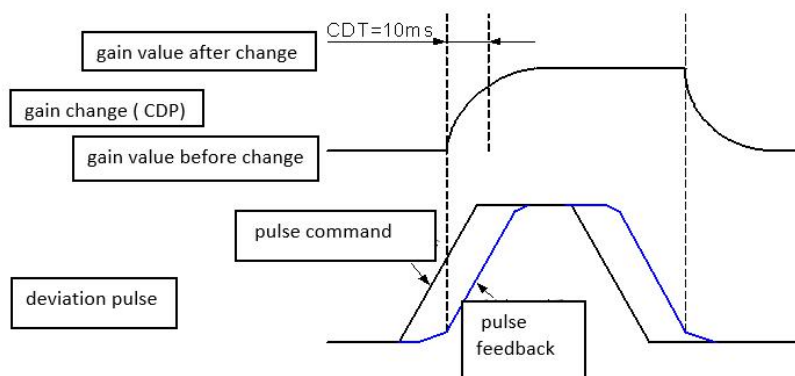 CDT=10ms
gain value after change
gain change ( CDP)
gain value before change
pulse command
deviation pulse
pulse
feedback